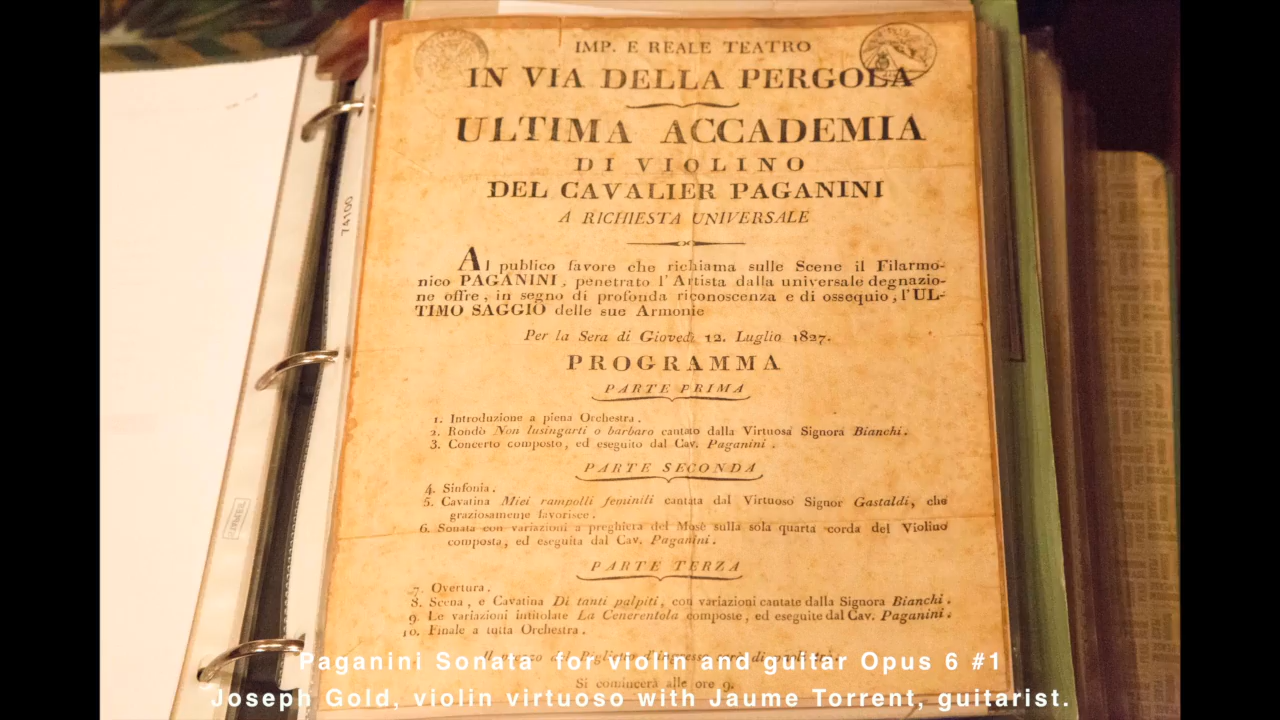 IMP. E REALE TEATRO
IN VIA DELLA PERGOLA
ULTIMA ACCADEMIA
DI VIOLINO
DEL CAVALIER PAGANINI
A RICHIESTA UNIVERSALE
Al publico favore che richiama sulle Scene il Filarmo-
nico PAGANINI, penetrato l'Artista dalla universale degnazio-
ne offre, in segno di profonda riconoscenza e di ossequio, l'UL-
TIMO SAGGIO delle sue Armonie
Per la Sera di Giovedì 12. Luglio 1827.
PROGRAMMA
PARTE PRIMA
1. Introduzione a piena Orchestra.
2. Rondò Non lusingarti o barbaro cantato dalla Virtuosa Signora Bianchi.
3. Concerto composto, ed eseguito dal Cav. Paganini.
PARTE SECONDA
4. Sinfonia.
5. Cavatina Miei rampolli feminili cantata dal Virtuoso Signor Gastaldi, che
graziosamente favorisce.
6. Sonata con variazioni a preghiera del Mosè sulla sola quarta corda del Violino
composta, ed eseguita dal Cav. Paganini.
PARTE TERZA
7. Overtura.
8. Scena, e Cavatina Di tanti palpiti, con variazioni cantate dalla Signora Bianchi.
9. Le variazioni intitolate La Cenerentola composte, ed eseguite dal Cav. Paganini.
10. Finale a tutta Orchestra.
Il prezzo del Biglietto d'ingresso
Si comincerà alle ore 9.
74100
Paganini Sonata for violin and guitar Opus 6 #1
Joseph Gold, violin virtuoso with Jaume Torrent, guitarist.